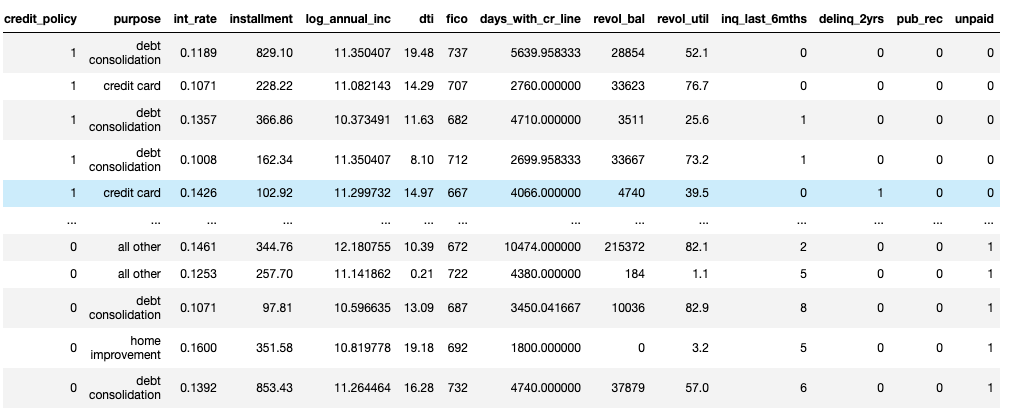 credit_policy purpose int_rate installment log_annual_inc dti fico days_with_cr_line revol_bal revol_util inq_last_6mths delinq_2yrs pub_rec unpaid
1 debt consolidation 0.1189 829.10 11.350407 19.48 737 5639.958333 28854 52.1 0 0 0 0
1 credit card 0.1071 228.22 11.082143 14.29 707 2760.000000 33623 76.7 0 0 0 0
1 debt consolidation 0.1357 366.86 10.373491 11.63 682 4710.000000 3511 25.6 1 0 0 0
1 debt consolidation 0.1008 162.34 11.350407 8.10 712 2699.958333 33667 73.2 1 0 0 0
1 credit card 0.1426 102.92 11.299732 14.97 667 4066.000000 4740 39.5 0 1 0 0
... ... ... ... ... ... ... ... ... ... ... ... ... ...
0 all other 0.1461 344.76 12.180755 10.39 672 10474.000000 215372 82.1 2 0 0 1
0 all other 0.1253 257.70 11.141862 0.21 722 4380.000000 184 1.1 5 0 0 1
0 debt consolidation 0.1071 97.81 10.596635 13.09 687 3450.041667 10036 82.9 8 0 0 1
0 home improvement 0.1600 351.58 10.819778 19.18 692 1800.000000 0 3.2 5 0 0 1
0 debt consolidation 0.1392 853.43 11.264464 16.28 732 4740.000000 37879 57.0 6 0 0 1